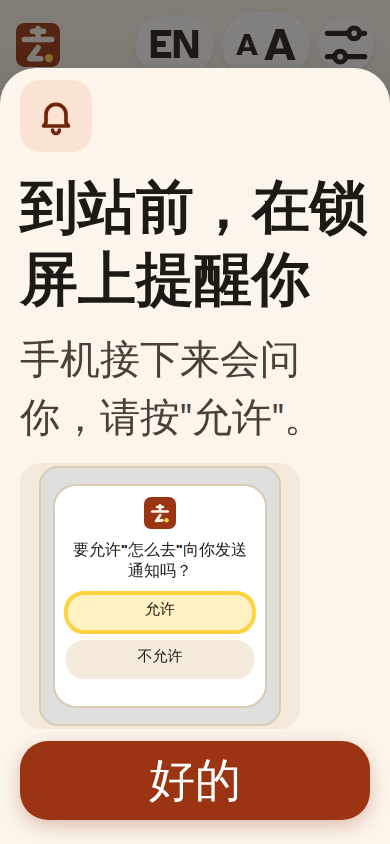 去
EN
A A
到站前，在锁
屏上提醒你
手机接下来会问
你，请按"允许"。
去
要允许"怎么去"向你发送
通知吗？
允许
不允许
好的